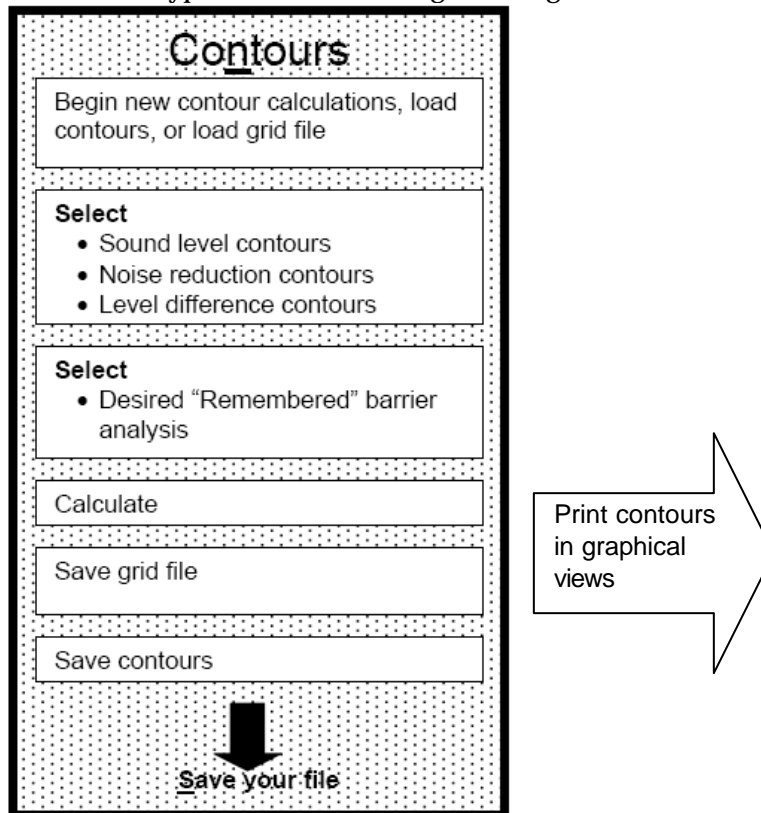 Contours
Begin new contour calculations, load
contours, or load grid file
Select
• Sound level contours
• Noise reduction contours
• Level difference contours
Select
• Desired “Remembered” barrier
analysis
Calculate
Save grid file
Save contours
Save your file
Print contours
in graphical
views